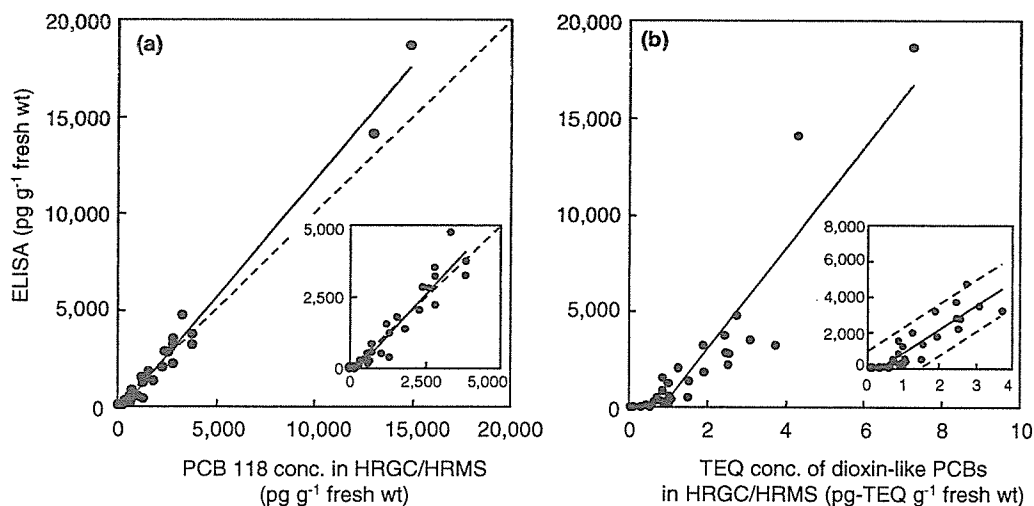 (a)
ELISA (pg g⁻¹ fresh wt)
20,000
15,000
10,000
5,000
0
0 5,000 10,000 15,000 20,000
5,000
2,500
0
0 2,500 5,000
PCB 118 conc. in HRGC/HRMS
(pg g⁻¹ fresh wt)
(b)
20,000
15,000
10,000
5,000
0
0 2 4 6 8 10
8,000
6,000
4,000
2,000
0
0 1 2 3 4
TEQ conc. of dioxin-like PCBs
in HRGC/HRMS (pg-TEQ g⁻¹ fresh wt)